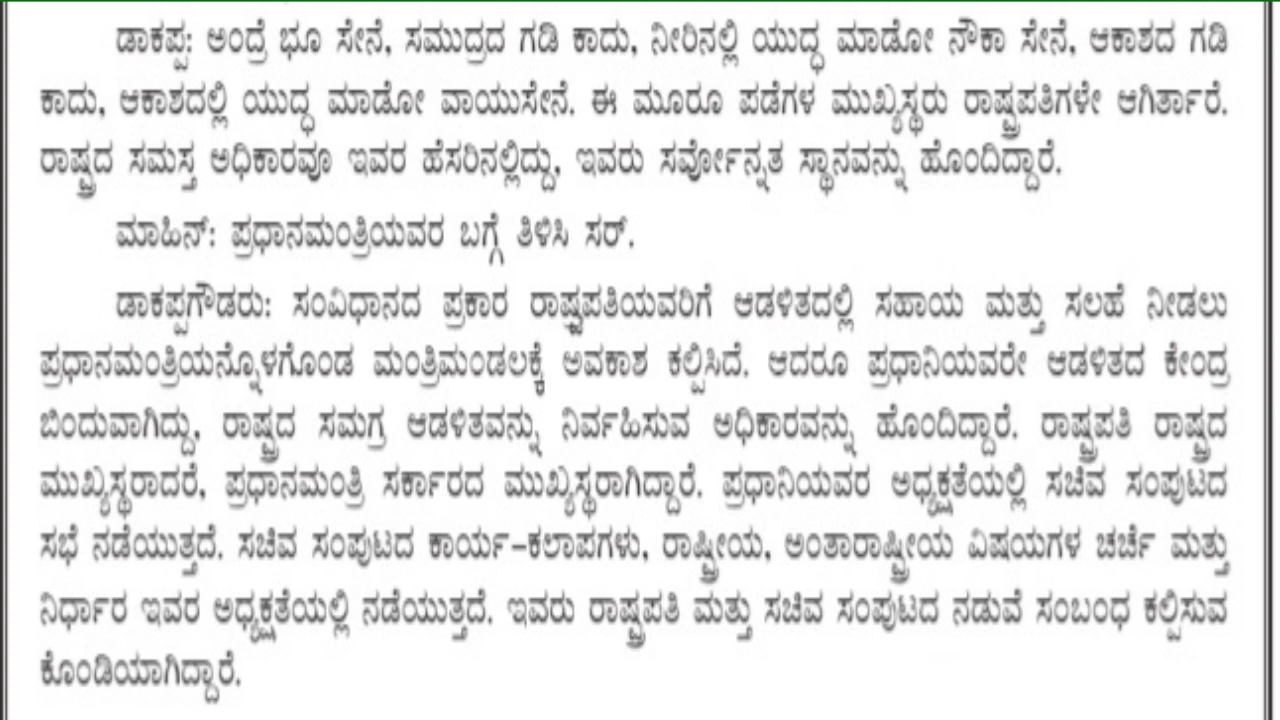 ಡಾಕಪ್ಪ: ಅಂದ್ರೆ ಭೂ ಸೇನೆ, ಸಮುದ್ರದ ಗಡಿ ಕಾದು, ನೀರಿನಲ್ಲಿ ಯುದ್ಧ ಮಾಡೋ ನೌಕಾ ಸೇನೆ, ಆಕಾಶದ ಗಡಿ
ಕಾದು, ಆಕಾಶದಲ್ಲಿ ಯುದ್ಧ ಮಾಡೋ ವಾಯುಸೇನೆ. ಈ ಮೂರೂ ಪಡೆಗಳ ಮುಖ್ಯಸ್ಥರು ರಾಷ್ಟ್ರಪತಿಗಳೇ ಆಗಿರ್ತಾರೆ.
ರಾಷ್ಟ್ರದ ಸಮಸ್ತ ಅಧಿಕಾರವೂ ಇವರ ಹೆಸರಿನಲ್ಲಿದ್ದು, ಇವರು ಸರ್ವೋನ್ನತ ಸ್ಥಾನವನ್ನು ಹೊಂದಿದ್ದಾರೆ.
ಮಾಹಿನ್: ಪ್ರಧಾನಮಂತ್ರಿಯವರ ಬಗ್ಗೆ ತಿಳಿಸಿ ಸರ್.
ಡಾಕಪ್ಪಗೌಡರು: ಸಂವಿಧಾನದ ಪ್ರಕಾರ ರಾಷ್ಟ್ರಪತಿಯವರಿಗೆ ಆಡಳಿತದಲ್ಲಿ ಸಹಾಯ ಮತ್ತು ಸಲಹೆ ನೀಡಲು
ಪ್ರಧಾನಮಂತ್ರಿಯನ್ನೊಳಗೊಂಡ ಮಂತ್ರಿಮಂಡಲಕ್ಕೆ ಅವಕಾಶ ಕಲ್ಪಿಸಿದೆ. ಆದರೂ ಪ್ರಧಾನಿಯವರೇ ಆಡಳಿತದ ಕೇಂದ್ರ
ಬಿಂದುವಾಗಿದ್ದು, ರಾಷ್ಟ್ರದ ಸಮಗ್ರ ಆಡಳಿತವನ್ನು ನಿರ್ವಹಿಸುವ ಅಧಿಕಾರವನ್ನು ಹೊಂದಿದ್ದಾರೆ. ರಾಷ್ಟ್ರಪತಿ ರಾಷ್ಟ್ರದ
ಮುಖ್ಯಸ್ಥರಾದರೆ, ಪ್ರಧಾನಮಂತ್ರಿ ಸರ್ಕಾರದ ಮುಖ್ಯಸ್ಥರಾಗಿದ್ದಾರೆ. ಪ್ರಧಾನಿಯವರ ಅಧ್ಯಕ್ಷತೆಯಲ್ಲಿ ಸಚಿವ ಸಂಪುಟದ
ಸಭೆ ನಡೆಯುತ್ತದೆ. ಸಚಿವ ಸಂಪುಟದ ಕಾರ್ಯ-ಕಲಾಪಗಳು, ರಾಷ್ಟ್ರೀಯ, ಅಂತಾರಾಷ್ಟ್ರೀಯ ವಿಷಯಗಳ ಚರ್ಚೆ ಮತ್ತು
ನಿರ್ಧಾರ ಇವರ ಅಧ್ಯಕ್ಷತೆಯಲ್ಲಿ ನಡೆಯುತ್ತದೆ. ಇವರು ರಾಷ್ಟ್ರಪತಿ ಮತ್ತು ಸಚಿವ ಸಂಪುಟದ ನಡುವೆ ಸಂಬಂಧ ಕಲ್ಪಿಸುವ
ಕೊಂಡಿಯಾಗಿದ್ದಾರೆ.